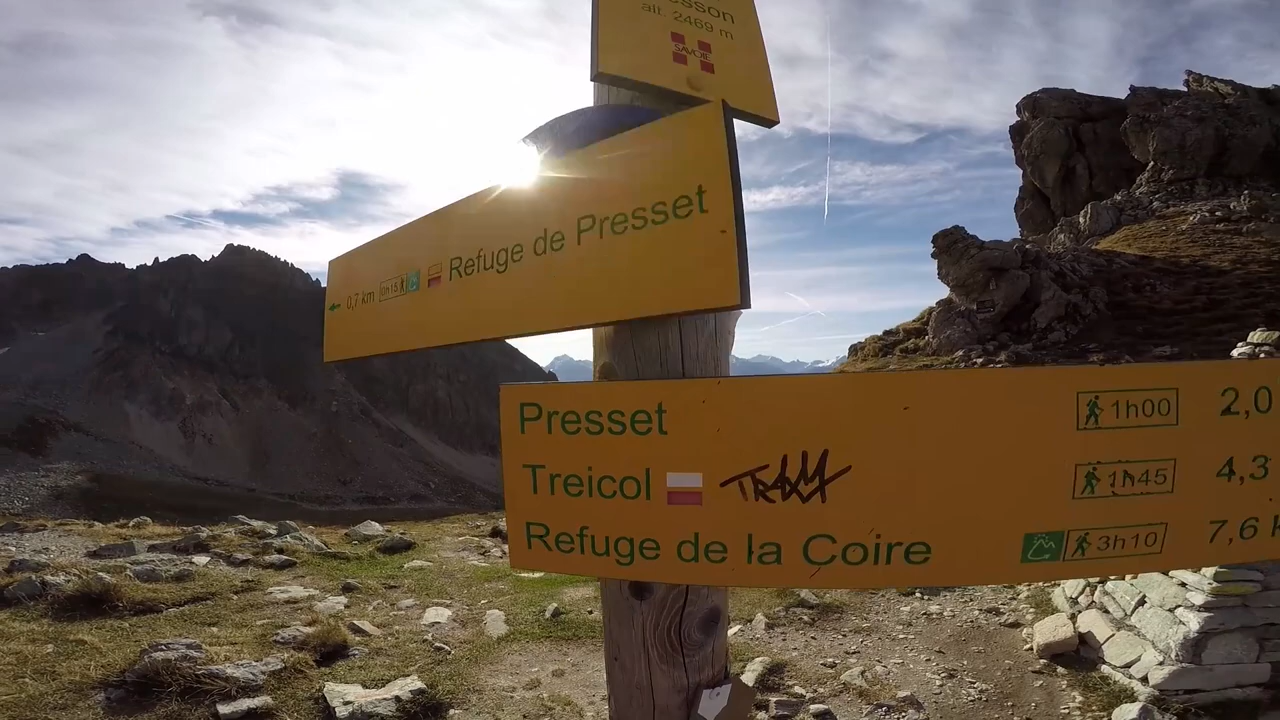 alt. 2469 m
SAVOIE
0,7 km 0h15 Refuge de Presset
Presset 1h00 2,0
Treicol TRAM 1h45 4,3
Refuge de la Coire 3h10 7,6